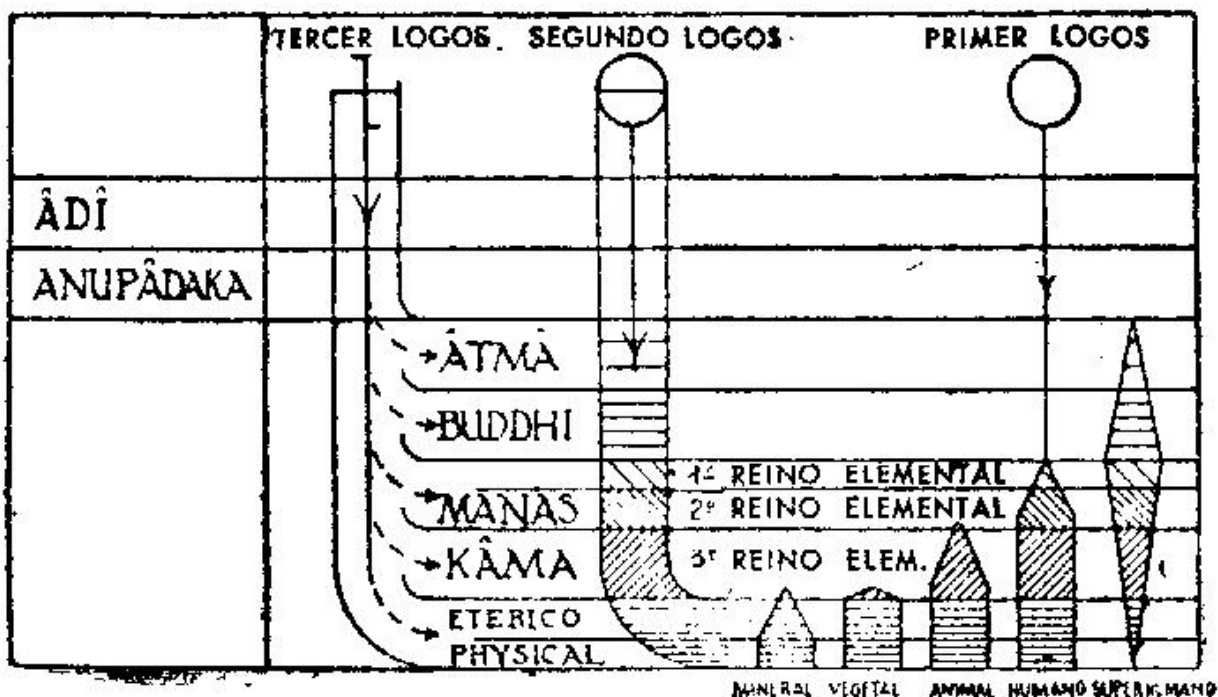 TERCER LOGOS. SEGUNDO LOGOS PRIMER LOGOS
ÂDÎ
ANUPÂDAKA
ÂTMÂ
BUDDHI
1º REINO ELEMENTAL
MANAS 2º REINO ELEMENTAL
KÂMA 3º REINO ELEM.
ETERICO
PHYSICAL
MINERAL VEGETAL ANIMAL HUMANO SUPERHUMANO